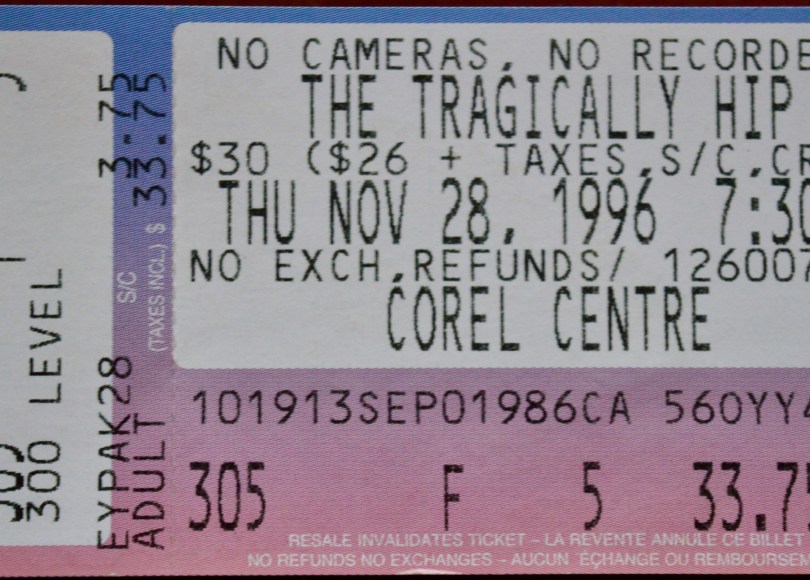 300 LEVEL
3.75
33.75
S/C
(TAXES INCL.) $
EYPAK28
ADULT
NO CAMERAS, NO RECORDE
THE TRAGICALLY HIP
$30 ($26 + TAXES,S/C,CR
THU NOV 28, 1996 7:30
NO EXCH,REFUNDS/ 126007
COREL CENTRE
101913SEP01986CA 560YY
305 F 5 33.75
RESALE INVALIDATES TICKET – LA REVENTE ANNULE CE BILLET
NO REFUNDS NO EXCHANGES – AUCUN ÉCHANGE OU REMBOURSEM